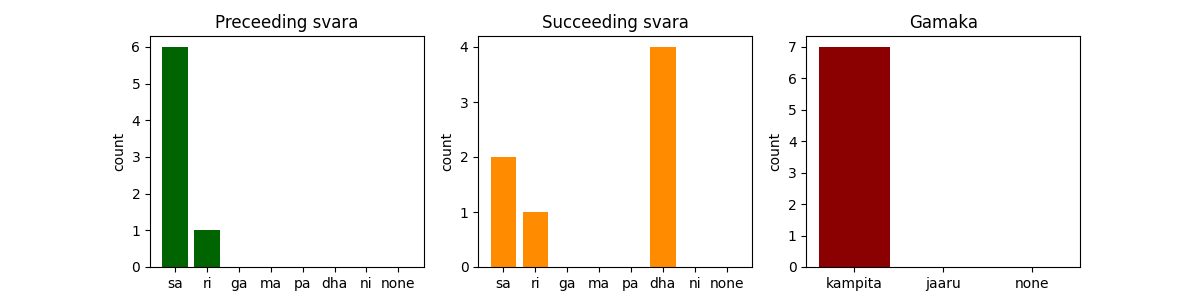 Preceeding svara
count
6
5
4
3
2
1
0
sa ri ga ma pa dha ni none
Succeeding svara
count
4
3
2
1
0
sa ri ga ma pa dha ni none
Gamaka
count
7
6
5
4
3
2
1
0
kampita jaaru none